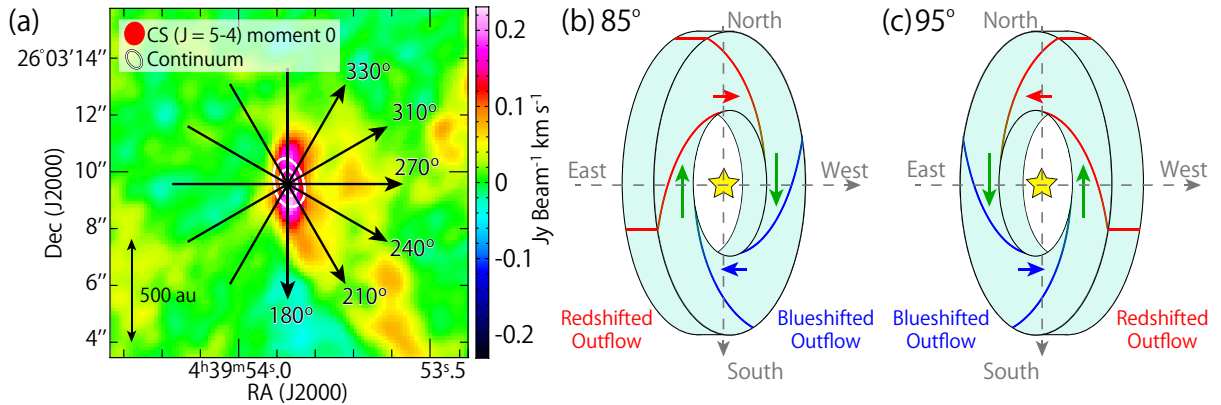 (a)
CS (J = 5-4) moment 0
Continuum
26°03′14″
12″
10″
8″
6″
4″
Dec (J2000)
330°
310°
270°
240°
210°
180°
500 au
4ʰ39ᵐ54ˢ.0
53ˢ.5
RA (J2000)
0.2
0.1
0
-0.1
-0.2
Jy Beam⁻¹ km s⁻¹
(b) 85°
North
East
West
Redshifted
Outflow
Blueshifted
Outflow
South
(c) 95°
North
East
West
Blueshifted
Outflow
Redshifted
Outflow
South